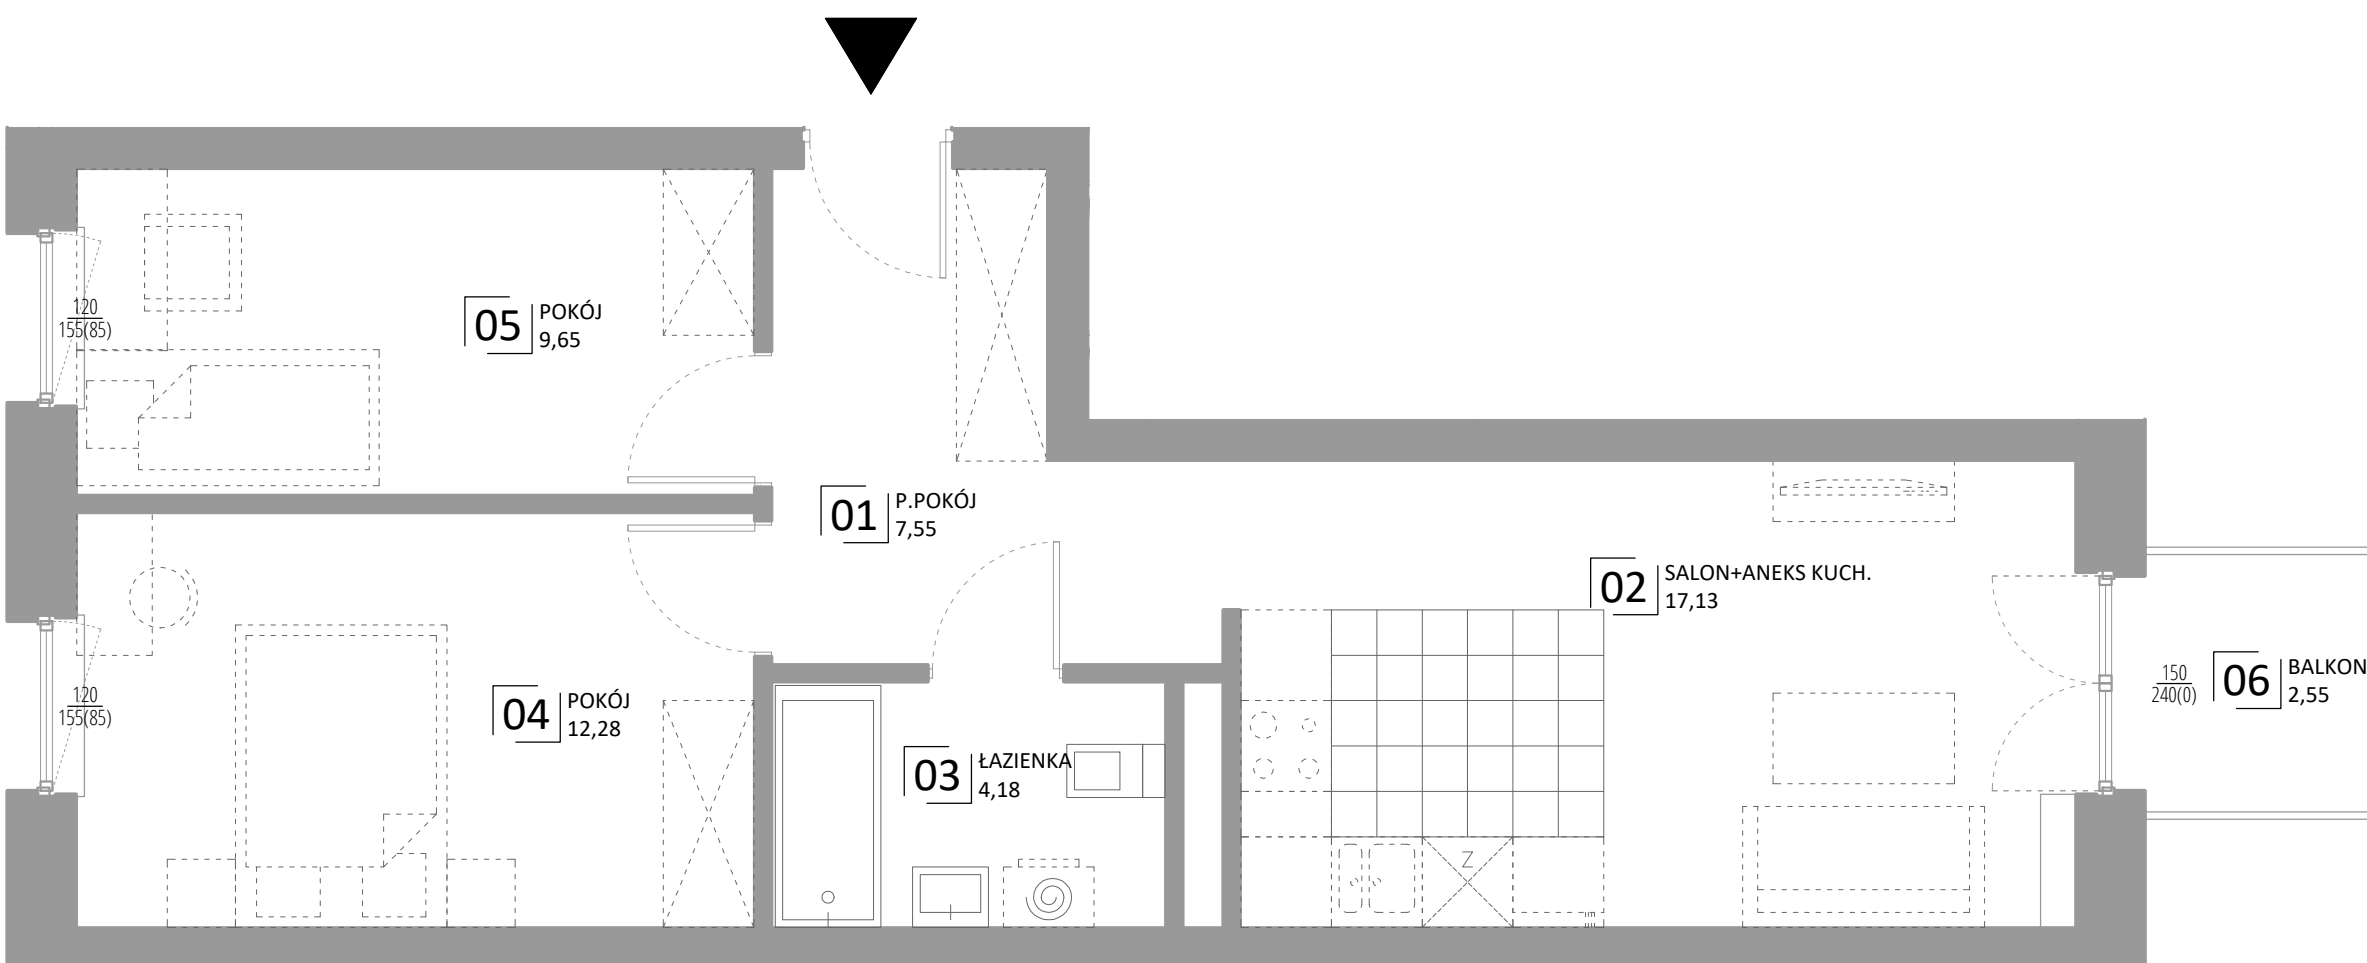 120
155(85)
05
POKÓJ
9,65
01
P.POKÓJ
7,55
02
SALON+ANEKS KUCH.
17,13
120
155(85)
04
POKÓJ
12,28
03
ŁAZIENKA
4,18
Z
150
240(0)
06
BALKON
2,55